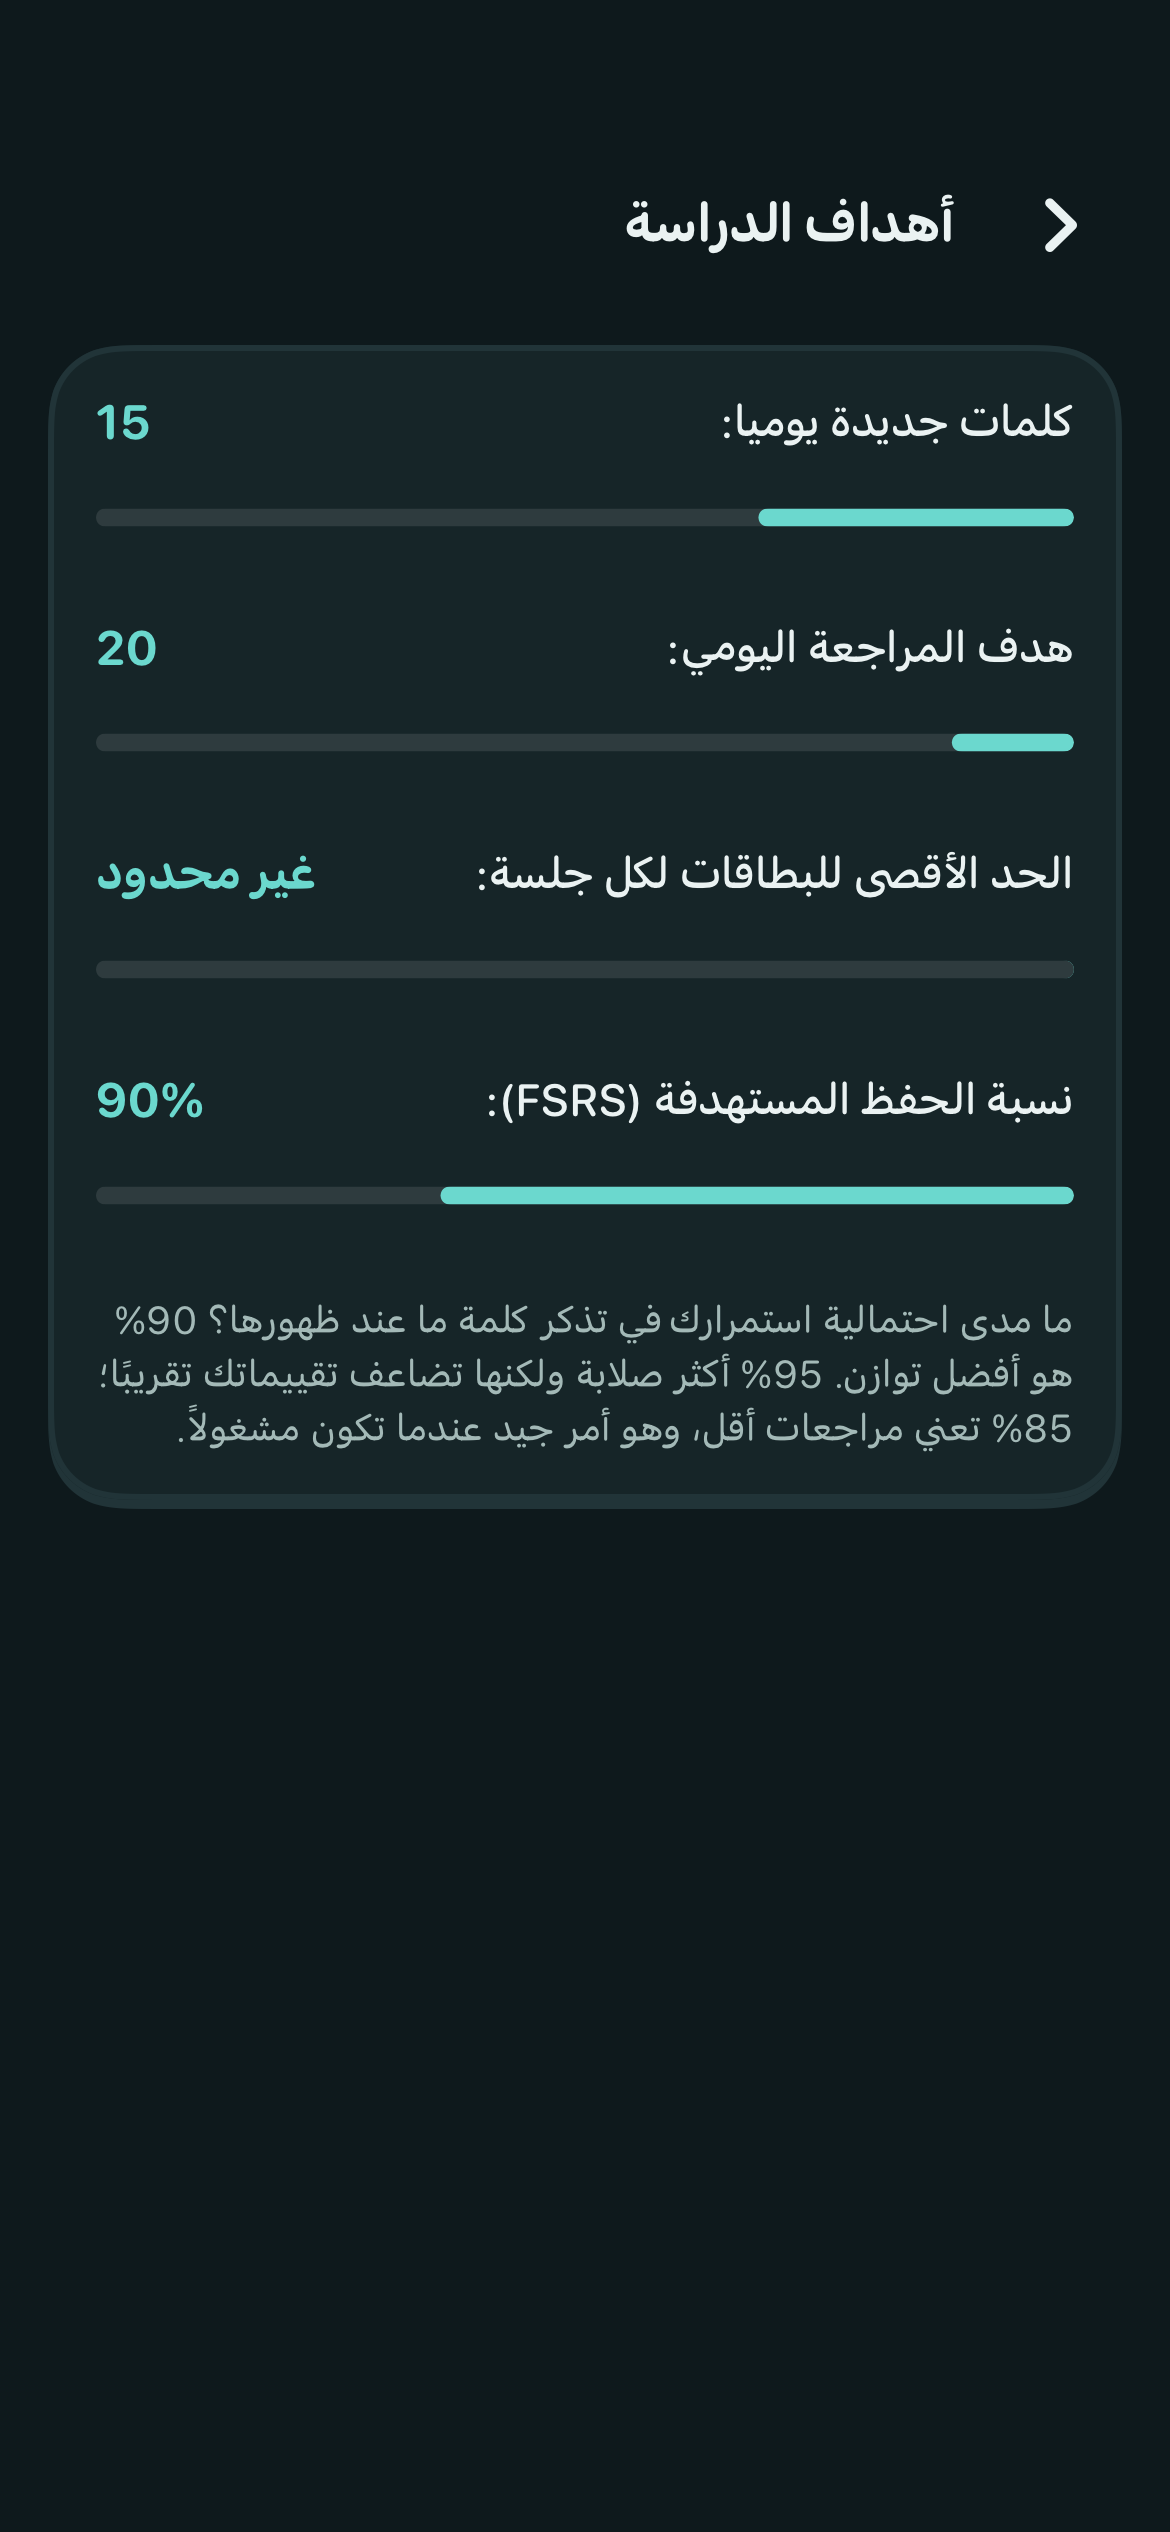 أهداف الدراسة
كلمات جديدة يوميا: 15
هدف المراجعة اليومي: 20
الحد الأقصى للبطاقات لكل جلسة: غير محدود
نسبة الحفظ المستهدفة (FSRS): 90%
ما مدى احتمالية استمرارك في تذكر كلمة ما عند ظهورها؟ 90%
هو أفضل توازن. 95% أكثر صلابة ولكنها تضاعف تقييماتك تقريبًا؛
85% تعني مراجعات أقل، وهو أمر جيد عندما تكون مشغولاً.